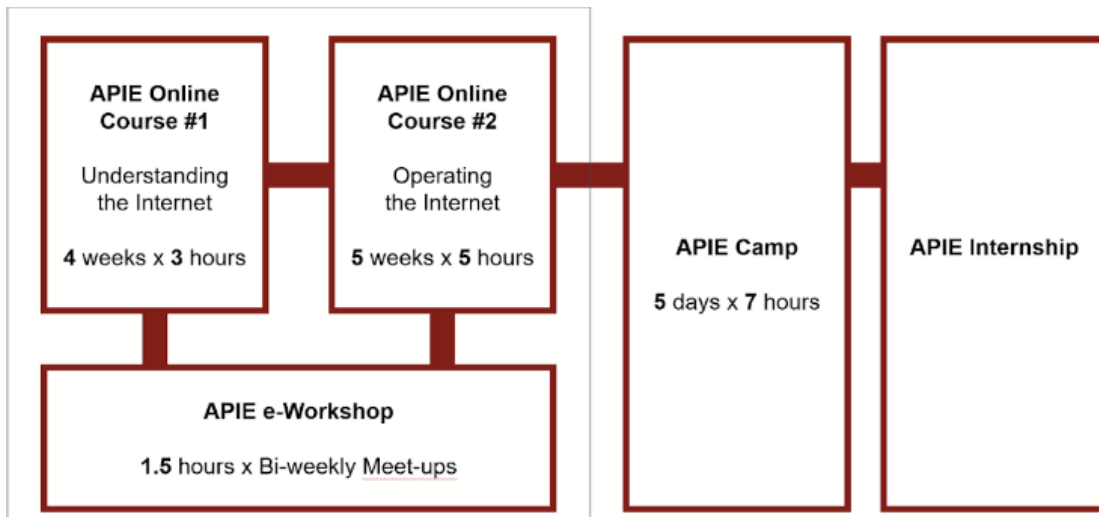 APIE Online
Course #1
Understanding
the Internet
4 weeks x 3 hours
APIE Online
Course #2
Operating
the Internet
5 weeks x 5 hours
APIE e-Workshop
1.5 hours x Bi-weekly Meet-ups
APIE Camp
5 days x 7 hours
APIE Internship